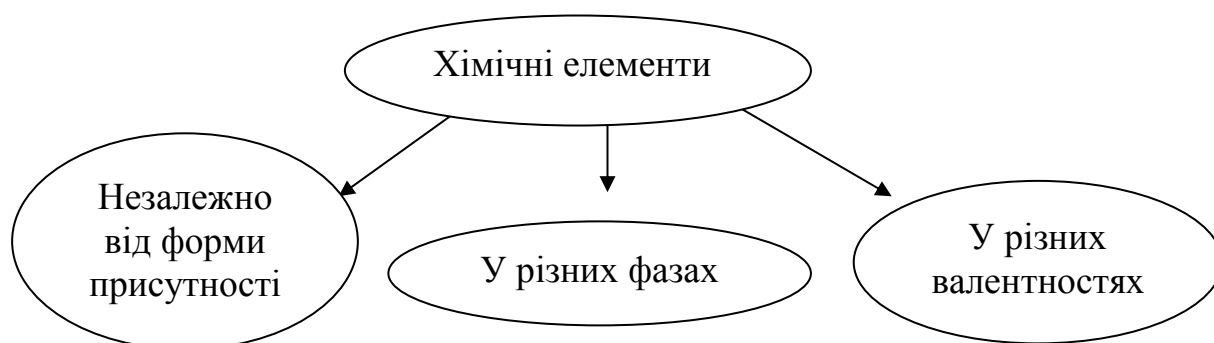 Хімічні елементи
Незалежно
від форми
присутності
У різних фазах
У різних
валентностях